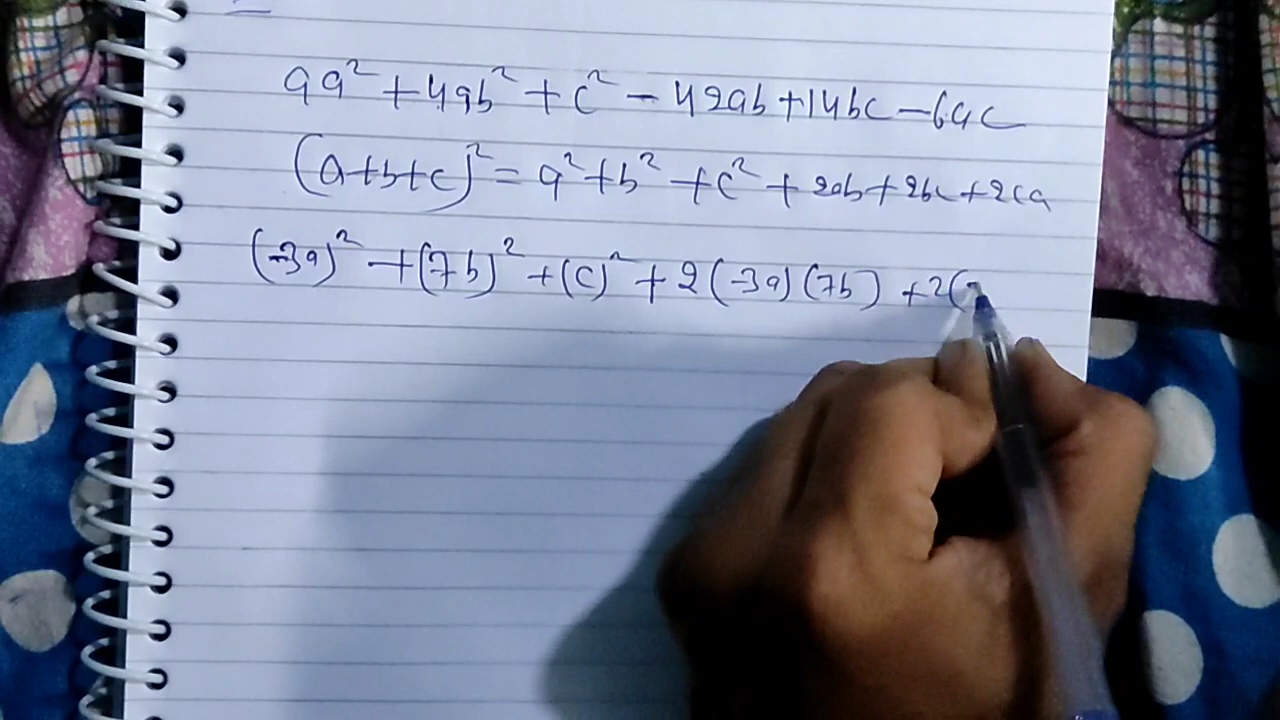 9a² + 49b² + c² - 42ab + 14bc - 6ac
(a+b+c)² = a² + b² + c² + 2ab + 2bc + 2ca
(-3a)² + (7b)² + (c)² + 2(-3a)(7b) + 2(